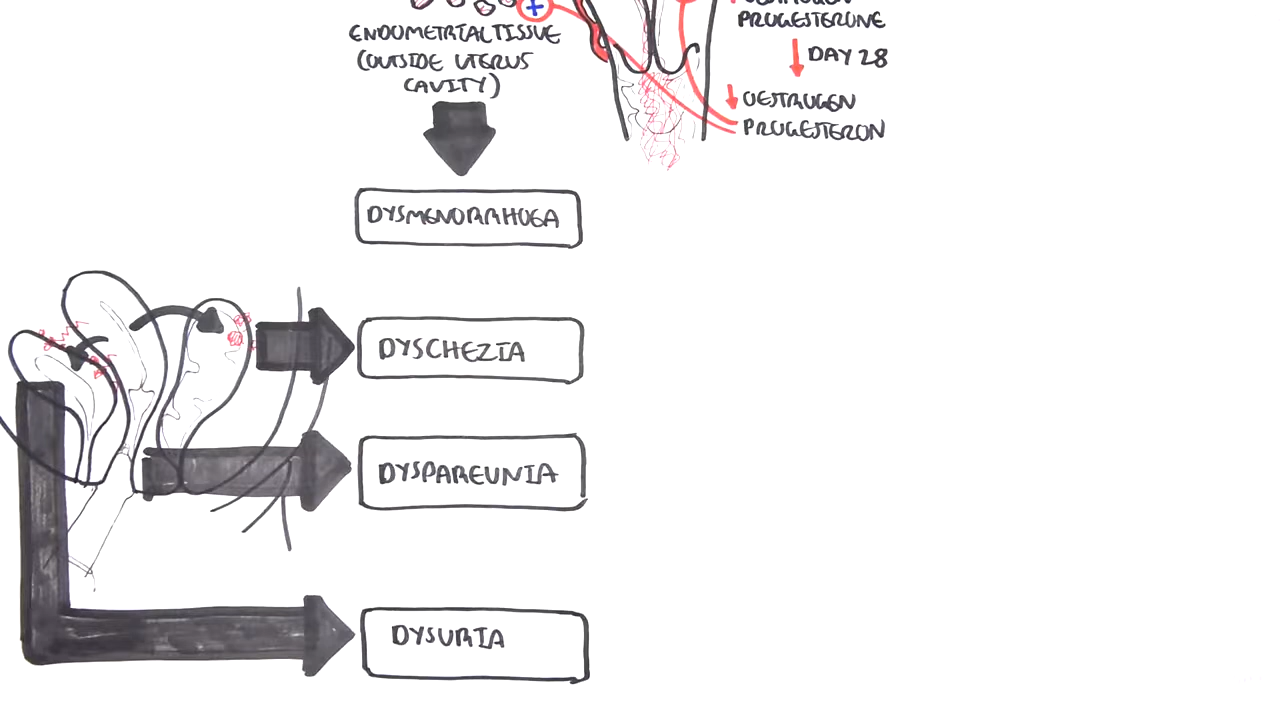 PROGESTERONE
ENDOMETRIAL TISSUE
(OUTSIDE UTERUS
CAVITY)
DAY 28
OESTROGEN
PROGESTERON
DYSMENORRHOEA
DYSCHEZIA
DYSPAREUNIA
DYSURIA